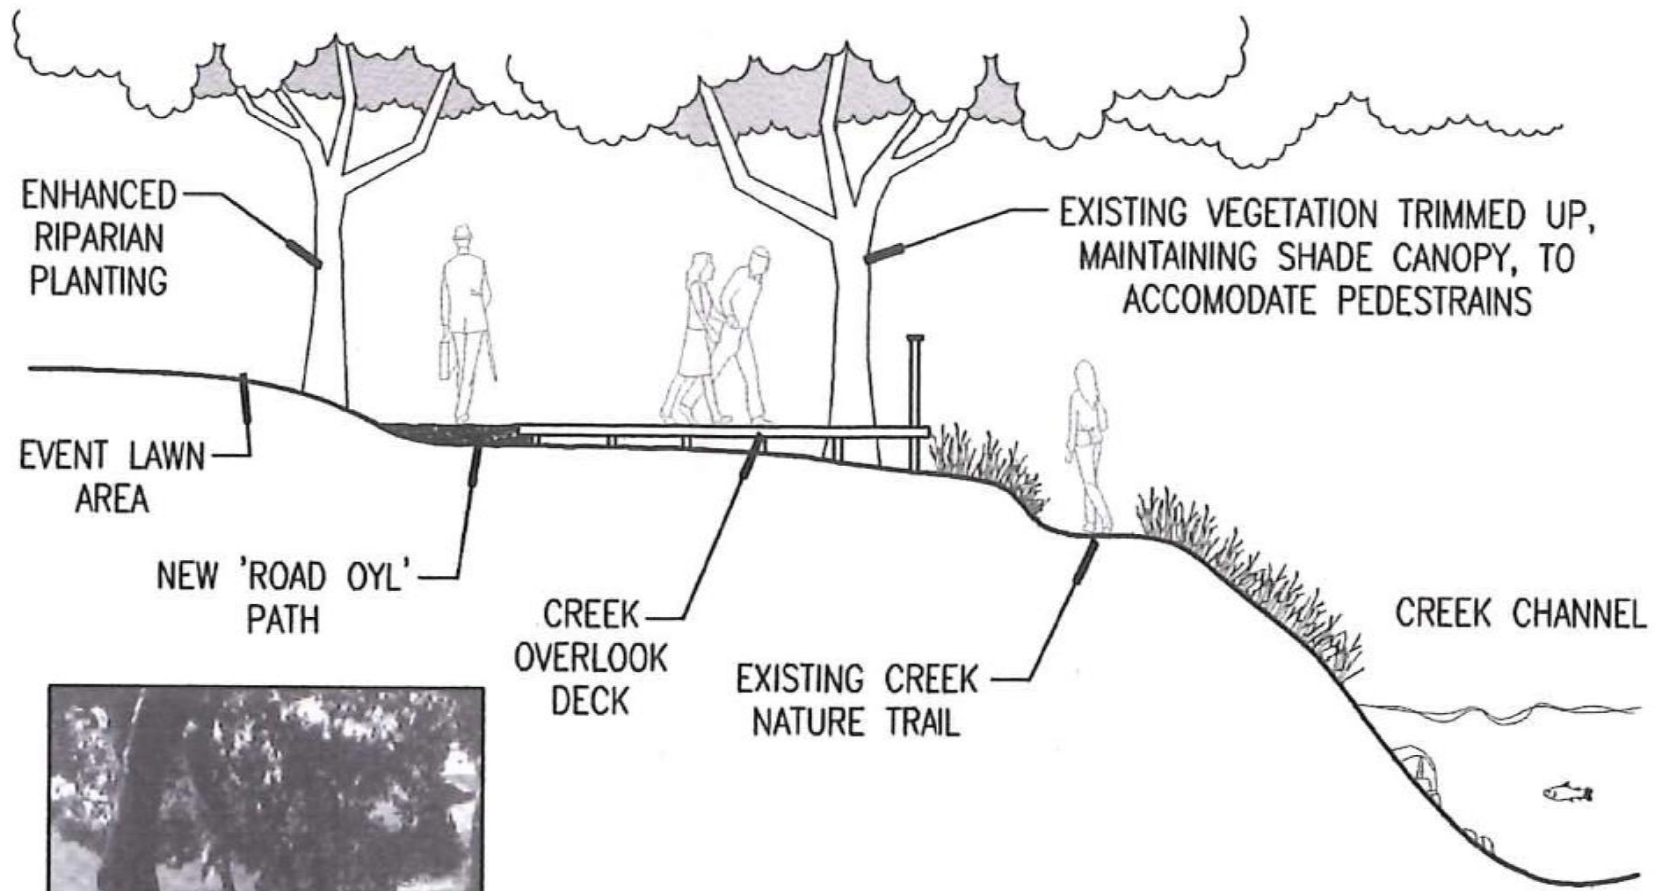 ENHANCED
RIPARIAN
PLANTING
EXISTING VEGETATION TRIMMED UP,
MAINTAINING SHADE CANOPY, TO
ACCOMODATE PEDESTRAINS
EVENT LAWN
AREA
NEW 'ROAD OYL'
PATH
CREEK
OVERLOOK
DECK
EXISTING CREEK
NATURE TRAIL
CREEK CHANNEL